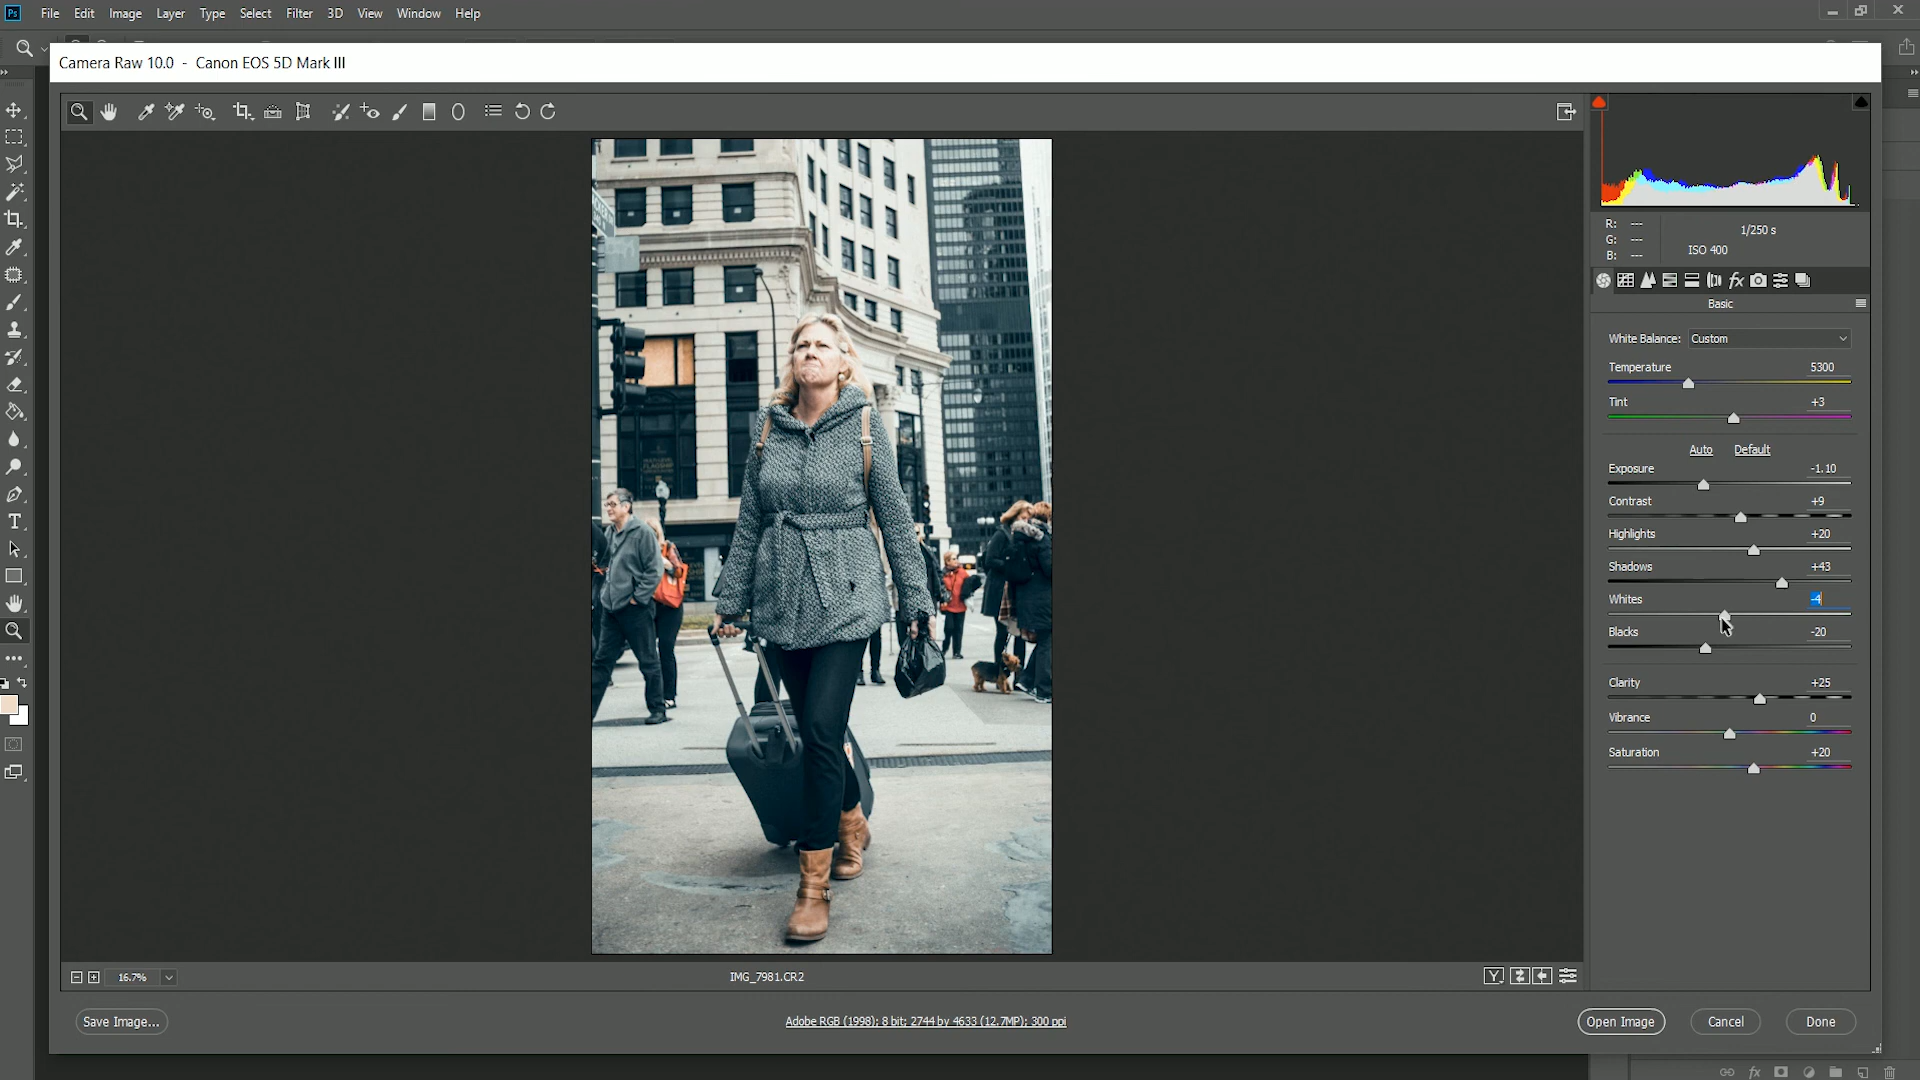 Ps File Edit Image Layer Type Select Filter 3D View Window Help
Camera Raw 10.0 - Canon EOS 5D Mark III
R: ---
G: ---
B: ---
1/250 s
ISO 400
Basic
White Balance: Custom
Temperature 5300
Tint +3
Auto Default
Exposure -1.10
Contrast +9
Highlights +20
Shadows +43
Whites -4
Blacks -20
Clarity +25
Vibrance 0
Saturation +20
FLAGSHIP
16.7%
IMG_7981.CR2
Y
Save Image...
Adobe RGB (1998); 8 bit; 2744 by 4633 (12.7MP); 300 ppi
Open Image Cancel Done
fx